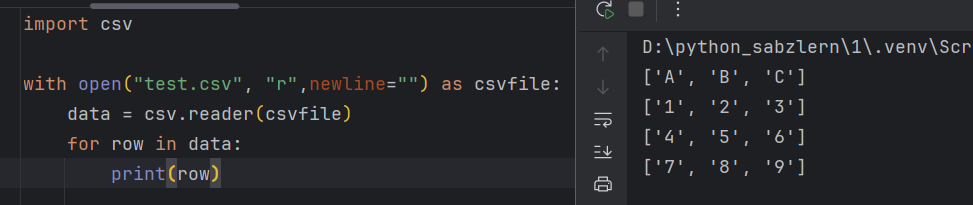 import csv
with open("test.csv", "r",newline="") as csvfile:
    data = csv.reader(csvfile)
    for row in data:
        print(row)
D:\python_sabzlern\1\.venv\Scr
['A', 'B', 'C']
['1', '2', '3']
['4', '5', '6']
['7', '8', '9']